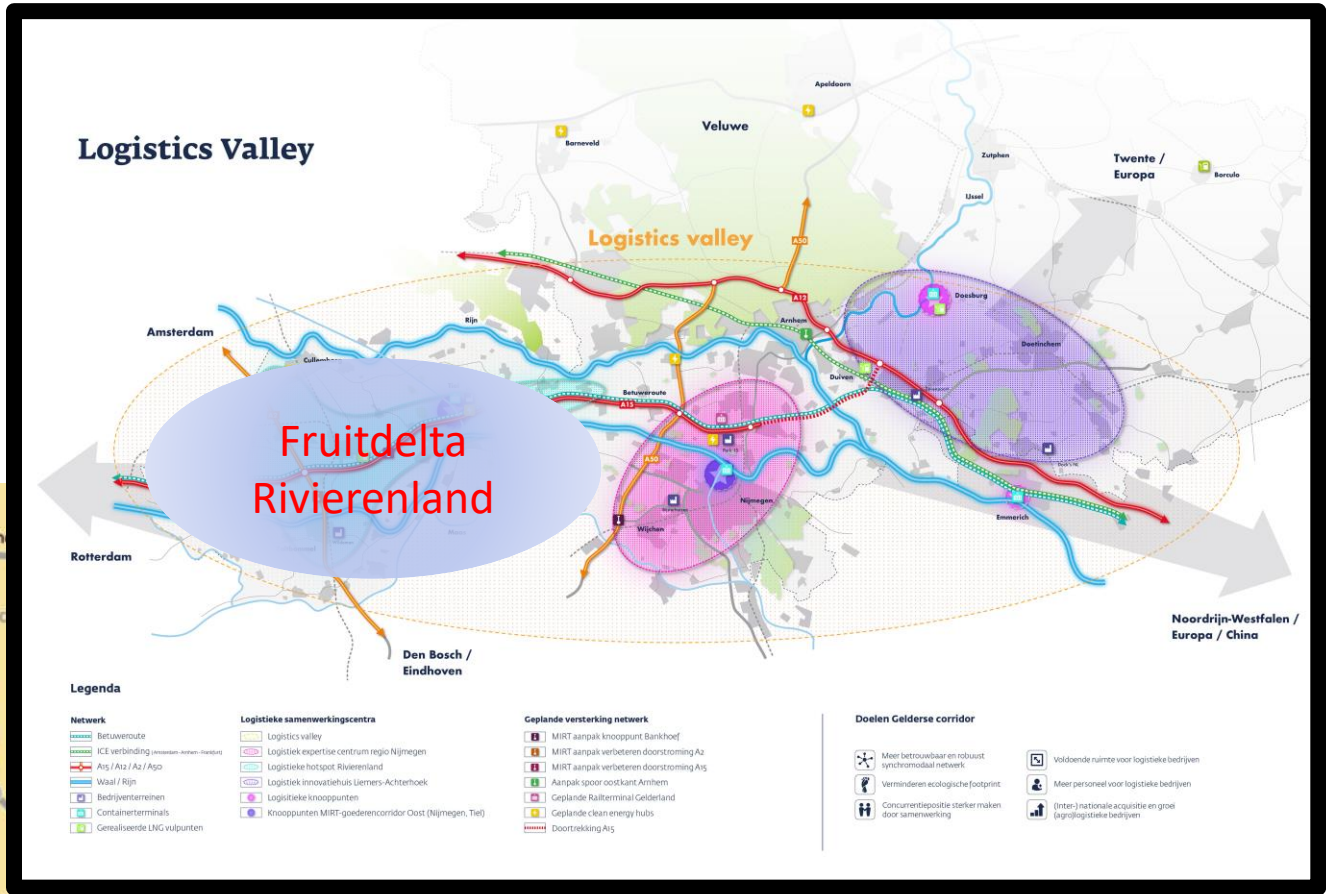 Logistics Valley
Apeldoorn
Veluwe
Barneveld
Zutphen
Twente /
Europa
Borculo
IJssel
Logistics valley
A50
A12
Doesburg
Amsterdam
Rijn
Arnhem
Doetinchem
Duiven
Betuweroute
A15
Fruitdelta
Rivierenland
A50
Nijmegen
Wijchen
Emmerich
Rotterdam
Noordrijn-Westfalen /
Europa / China
Den Bosch /
Eindhoven
Legenda
Netwerk
Betuweroute
ICE verbinding (Amsterdam - Arnhem - Frankfurt)
A15 / A12 / A2 / A50
Waal / Rijn
Bedrijventerreinen
Containerterminals
Gerealiseerde LNG vulpunten
Logistieke samenwerkingscentra
Logistics valley
Logistiek expertise centrum regio Nijmegen
Logistieke hotspot Rivierenland
Logistiek innovatiehuis Liemers-Achterhoek
Logisitieke knooppunten
Knooppunten MIRT-goederencorridor Oost (Nijmegen, Tiel)
Geplande versterking netwerk
MIRT aanpak knooppunt Bankhoef
MIRT aanpak verbeteren doorstroming A2
MIRT aanpak verbeteren doorstroming A15
Aanpak spoor oostkant Arnhem
Geplande Railterminal Gelderland
Geplande clean energy hubs
Doortrekking A15
Doelen Gelderse corridor
Meer betrouwbaar en robuust
synchromodaal netwerk
Verminderen ecologische footprint
Concurrentiepositie sterker maken
door samenwerking
Voldoende ruimte voor logistieke bedrijven
Meer personeel voor logistieke bedrijven
(Inter-) nationale acquisitie en groei
(agro)logistieke bedrijven